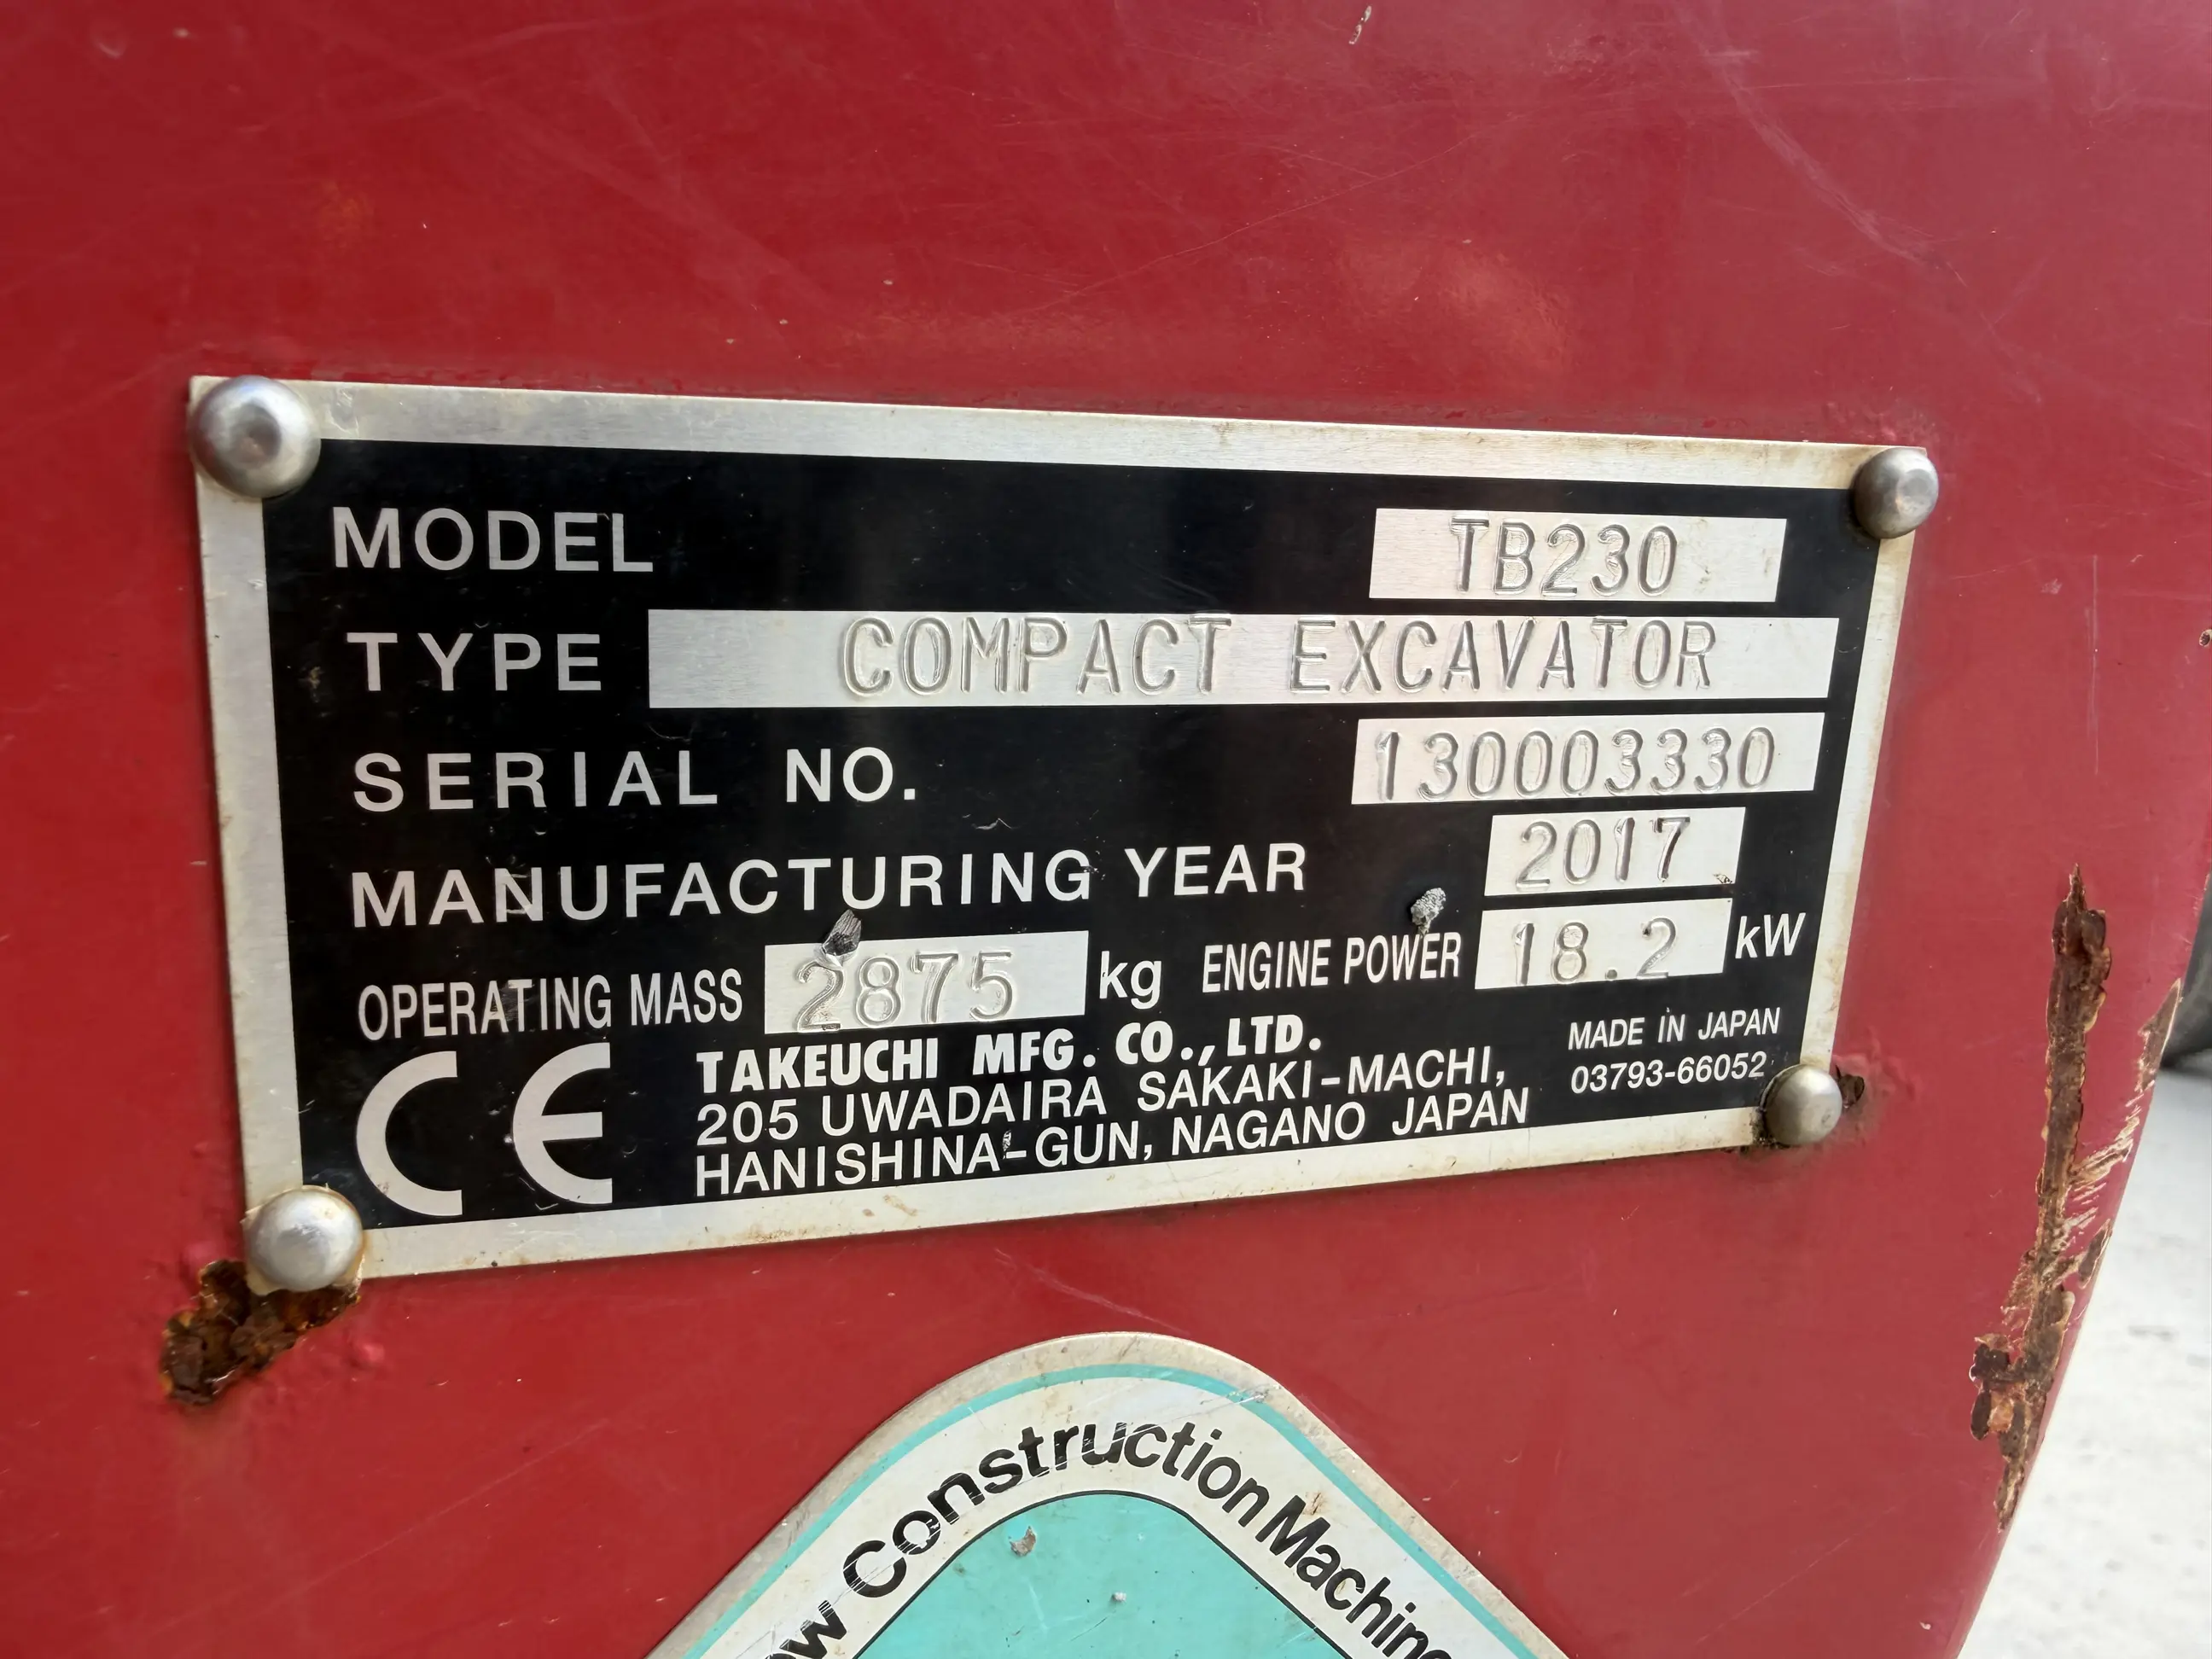 MODEL TB230
TYPE COMPACT EXCAVATOR
SERIAL NO. 130003330
MANUFACTURING YEAR 2017
OPERATING MASS 2875 kg ENGINE POWER 18.2 kW
CE
TAKEUCHI MFG. CO.,LTD.
205 UWADAIRA SAKAKI-MACHI,
HANISHINA-GUN, NAGANO JAPAN
MADE IN JAPAN
03793-66052
Construction